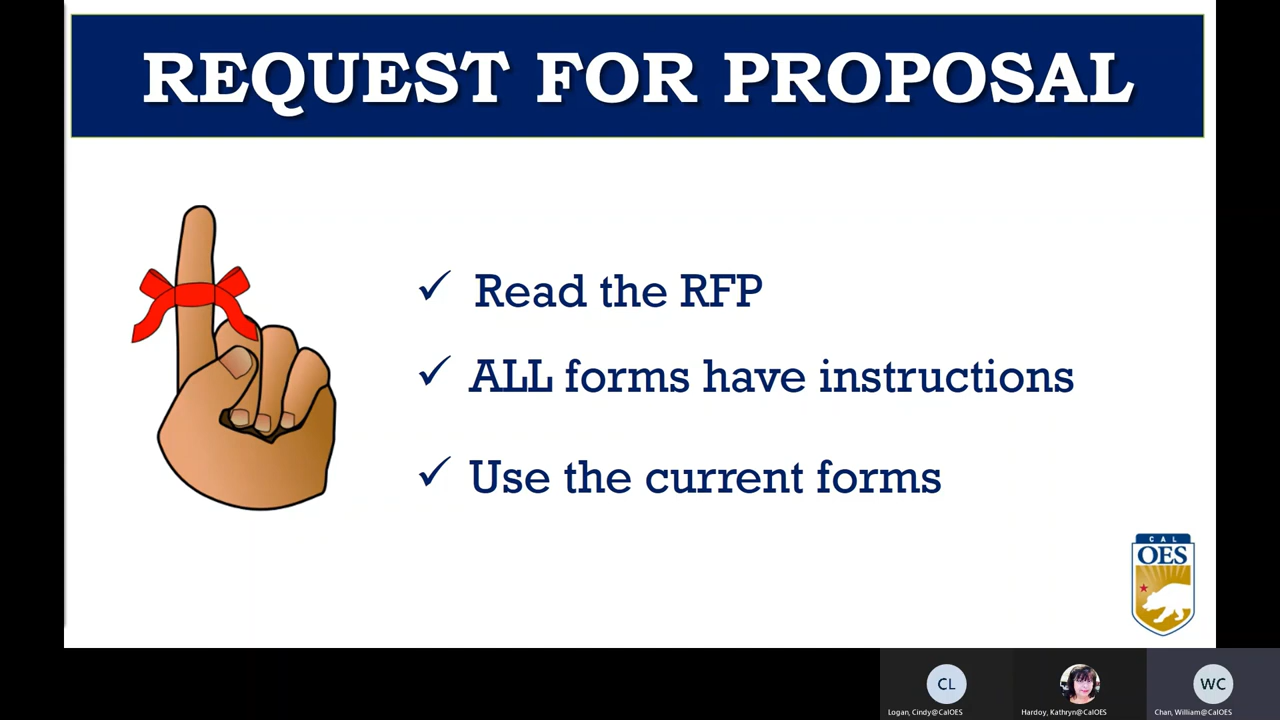 REQUEST FOR PROPOSAL
✓ Read the RFP
✓ ALL forms have instructions
✓ Use the current forms
CAL
OES
CL
WC
Logan, Cindy@CalOES
Hardoy, Kathryn@CalOES
Chan, William@CalOES